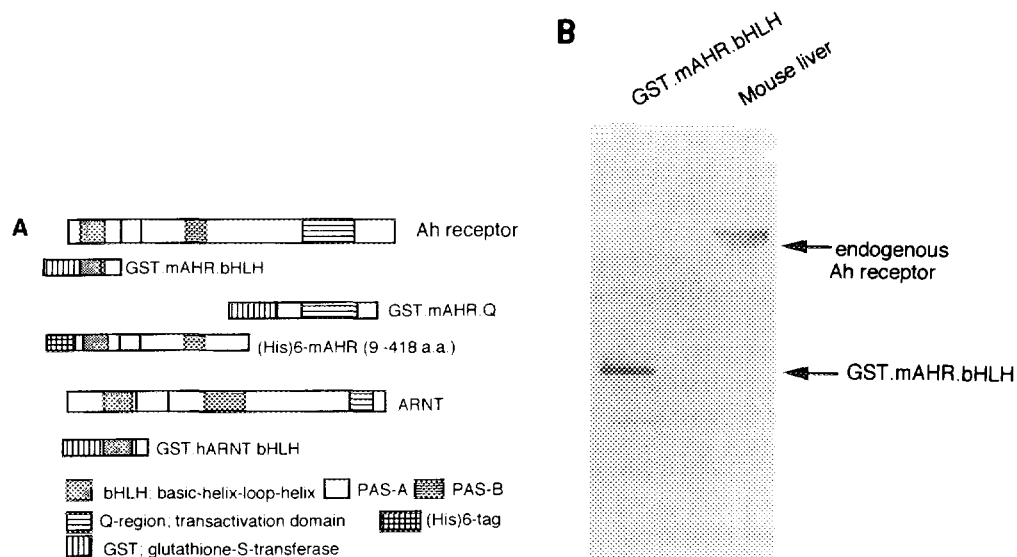 A
Ah receptor
GST.mAHR.bHLH
GST.mAHR.Q
(His)6-mAHR (9 -418 a.a.)
ARNT
GST.hARNT bHLH
bHLH: basic-helix-loop-helix PAS-A PAS-B
Q-region; transactivation domain (His)6-tag
GST; glutathione-S-transferase
B
GST.mAHR.bHLH
Mouse liver
endogenous
Ah receptor
GST.mAHR.bHLH